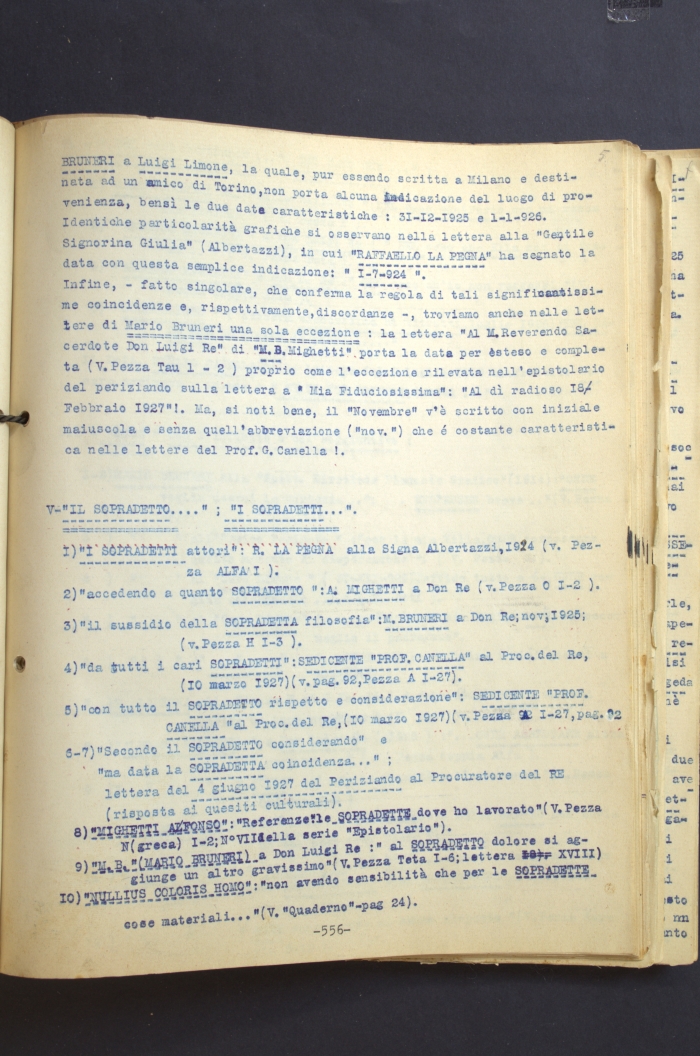 5
BRUNERI a Luigi Limone, la quale, pur essendo scritta a Milano e desti-
nata ad un amico di Torino,non porta alcuna indicazione del luogo di pro-
venienza, bensì le due data caratteristiche : 3I-I2-I925 e 1-1-926.
Identiche particolarità grafiche si osservano nella lettera alla "Gentile
Signorina Giulia" (Albertazzi), in cui "RAFFAELLO LA PEGNA" ha segnato la
data con questa semplice indicazione: " I-7-924 ".
Infine, - fatto singolare, che conferma la regola di tali significantissi-
me coincidenze e, rispettivamente,discordanze -, troviamo anche nelle let-
tere di Mario Bruneri una sola eccezione : la lettera "Al M.Reverendo Sa-
cerdote Don Luigi Re" di "M.B.Mighetti" porta la data per esteso e comple-
ta (V.Pezza Tau 1 - 2 ) proprio come l'eccezione rilevata nell'epistolario
del periziando sulla lettera a " Mia Fiduciosissima": "Al dì radioso I8/
Febbraio I927"!. Ma, si noti bene, il "Novembre" v'è scritto con iniziale
maiuscola e senza quell'abbreviazione ("nov.") che é costante caratteristi-
ca nelle lettere del Prof.G.Canella !.
V-"IL SOPRADETTO...." ; "I SOPRADETTI...".
I)"I SOPRADETTI attori": R. LA PEGNA alla Signa Albertazzi,I924 (v. Pez-
za ALFA I ).
2)"accedendo a quanto SOPRADETTO ":A. MIGHETTI a Don Re (v.Pezza O I-2 ).
3)"il sussidio della SOPRADETTA filosofia":M.BRUNERI a Don Re;nov;I925;
(v.Pezza H I-3 ).
4)"da tutti i cari SOPRADETTI":SEDICENTE "PROF.CANELLA" al Proc.del Re,
(IO marzo I927)(v.pag.92,Pezza A I-27).
5)"con tutto il SOPRADETTO rispetto e considerazione": SEDICENTE "PROF.
CANELLA "al Proc.del Re,(IO marzo I927)(v.Pezza I-27,pag.92
6-7)"Secondo il SOPRADETTO considerando" e
"ma data la SOPRADETTA coincidenza..." ;
lettera del 4 giugno I927 del Periziando al Procuratore del RE
(risposta ai quesiti culturali).
8)"MIGHETTI ALFONSO":"Referenze:le SOPRADETTE dove ho lavorato"(V.Pezza
N(greca) I-2;N°VIIdella serie "Epistolario").
9)"M.B."(MARIO BRUNERI) a Don Luigi Re :" al SOPRADETTO dolore si ag-
giunge un altro gravissimo"(V.Pezza Teta I-6;lettera XVIII)
IO)"NULLIUS COLORIS HOMO":"non avendo sensibilità che per le SOPRADETTE
cose materiali..."(V."Quaderno"-pag 24).
-556-